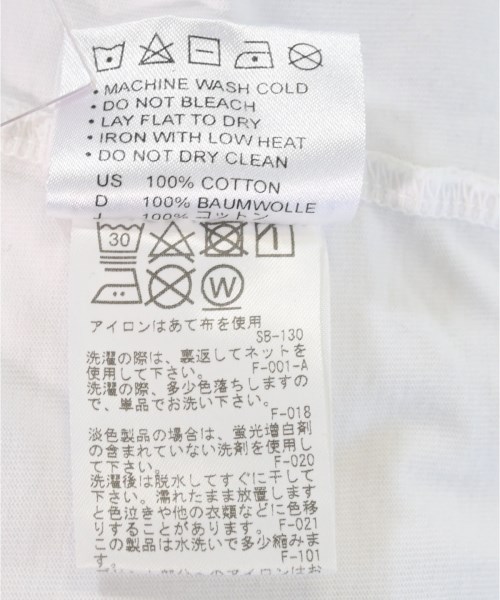 ・MACHINE WASH COLD
・DO NOT BLEACH
・LAY FLAT TO DRY
・IRON WITH LOW HEAT
・DO NOT DRY CLEAN
US 100% COTTON
D 100% BAUMWOLLE
J 100% コットン
30
W
アイロンはあて布を使用
SB-130
洗濯の際は、裏返してネットを
使用して下さい。 F-001-A
洗濯の際、多少色落ちしますの
で、単品でお洗い下さい。
F-018
淡色製品の場合は、蛍光増白剤
の含まれていない洗剤を使用し
て下さい。 F-020
洗濯後は脱水してすぐに干して
下さい。濡れたまま放置します
と色泣きや他の衣類などに色移
りすることがあります。 F-021
この製品は水洗いで多少縮みま
す。 F-101